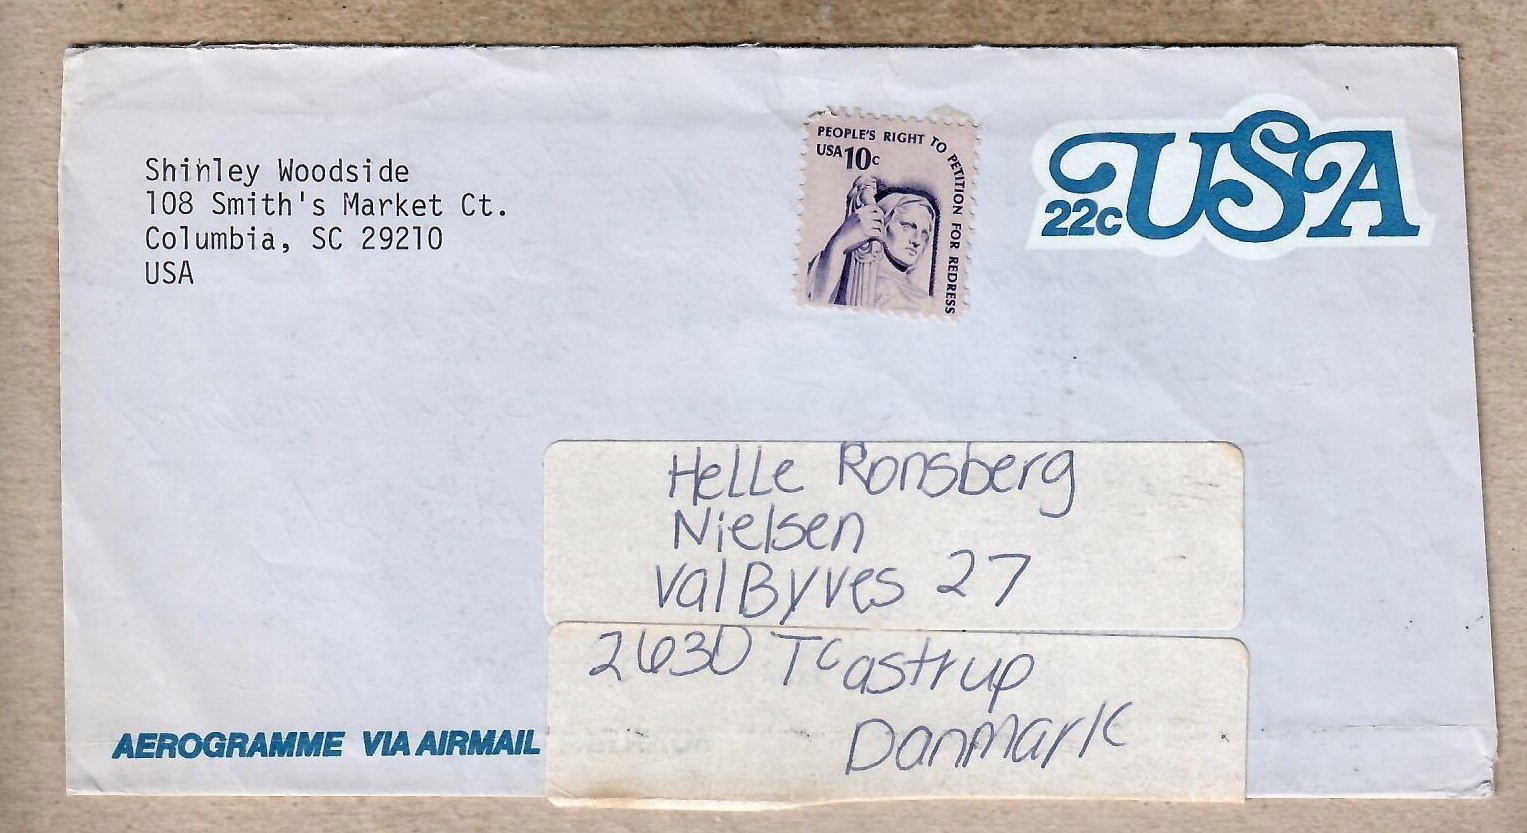 Shirley Woodside
108 Smith's Market Ct.
Columbia, SC 29210
USA
PEOPLE'S RIGHT TO PETITION FOR REDRESS
USA 10c
22c USA
Helle Ronsberg
Nielsen
ValByves 27
2630 Tcastrup
Danmark
AEROGRAMME VIA AIRMAIL